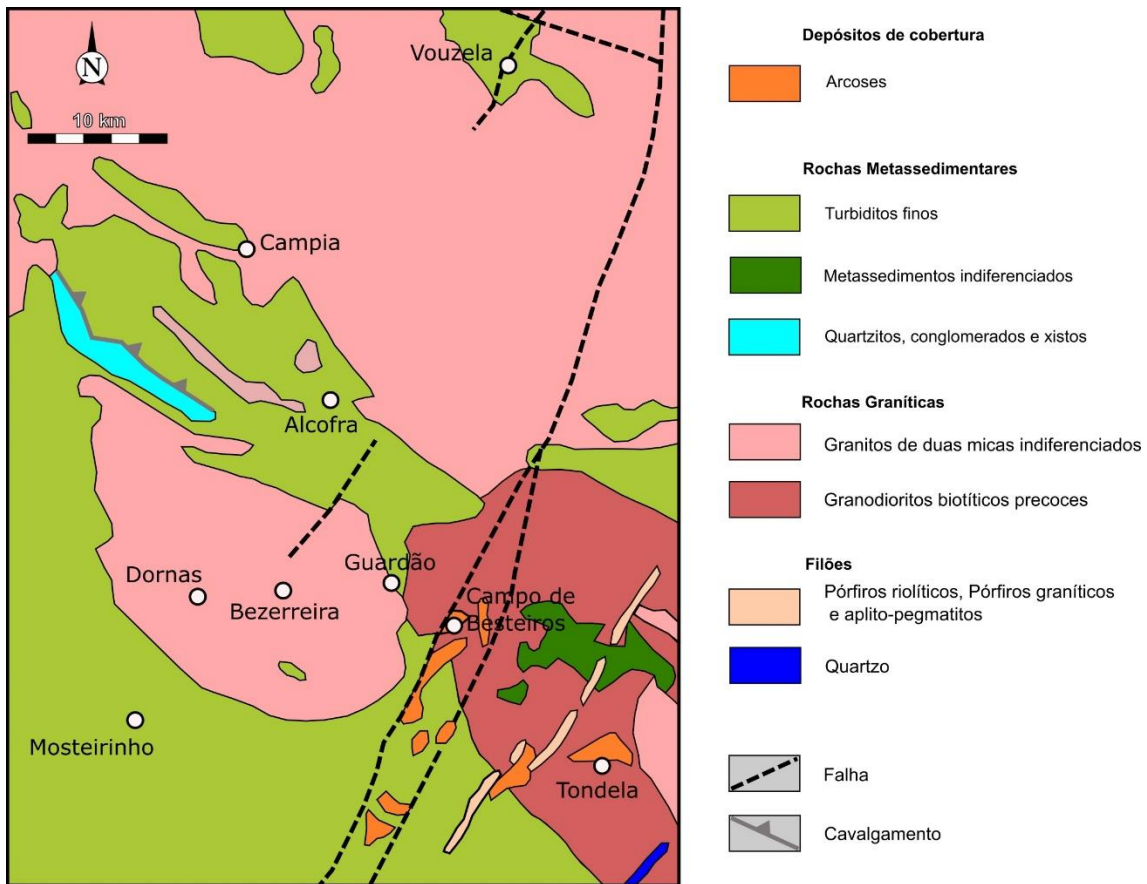 N
10 km
Vouzela
Campia
Alcofra
Guardão
Dornas
Bezerreira
Campo de
Besteiros
Mosteirinho
Tondela
Depósitos de cobertura
Arcoses
Rochas Metassedimentares
Turbiditos finos
Metassedimentos indiferenciados
Quartzitos, conglomerados e xistos
Rochas Graníticas
Granitos de duas micas indiferenciados
Granodioritos biotíticos precoces
Filões
Pórfiros riolíticos, Pórfiros graníticos
e aplito-pegmatitos
Quartzo
Falha
Cavalgamento